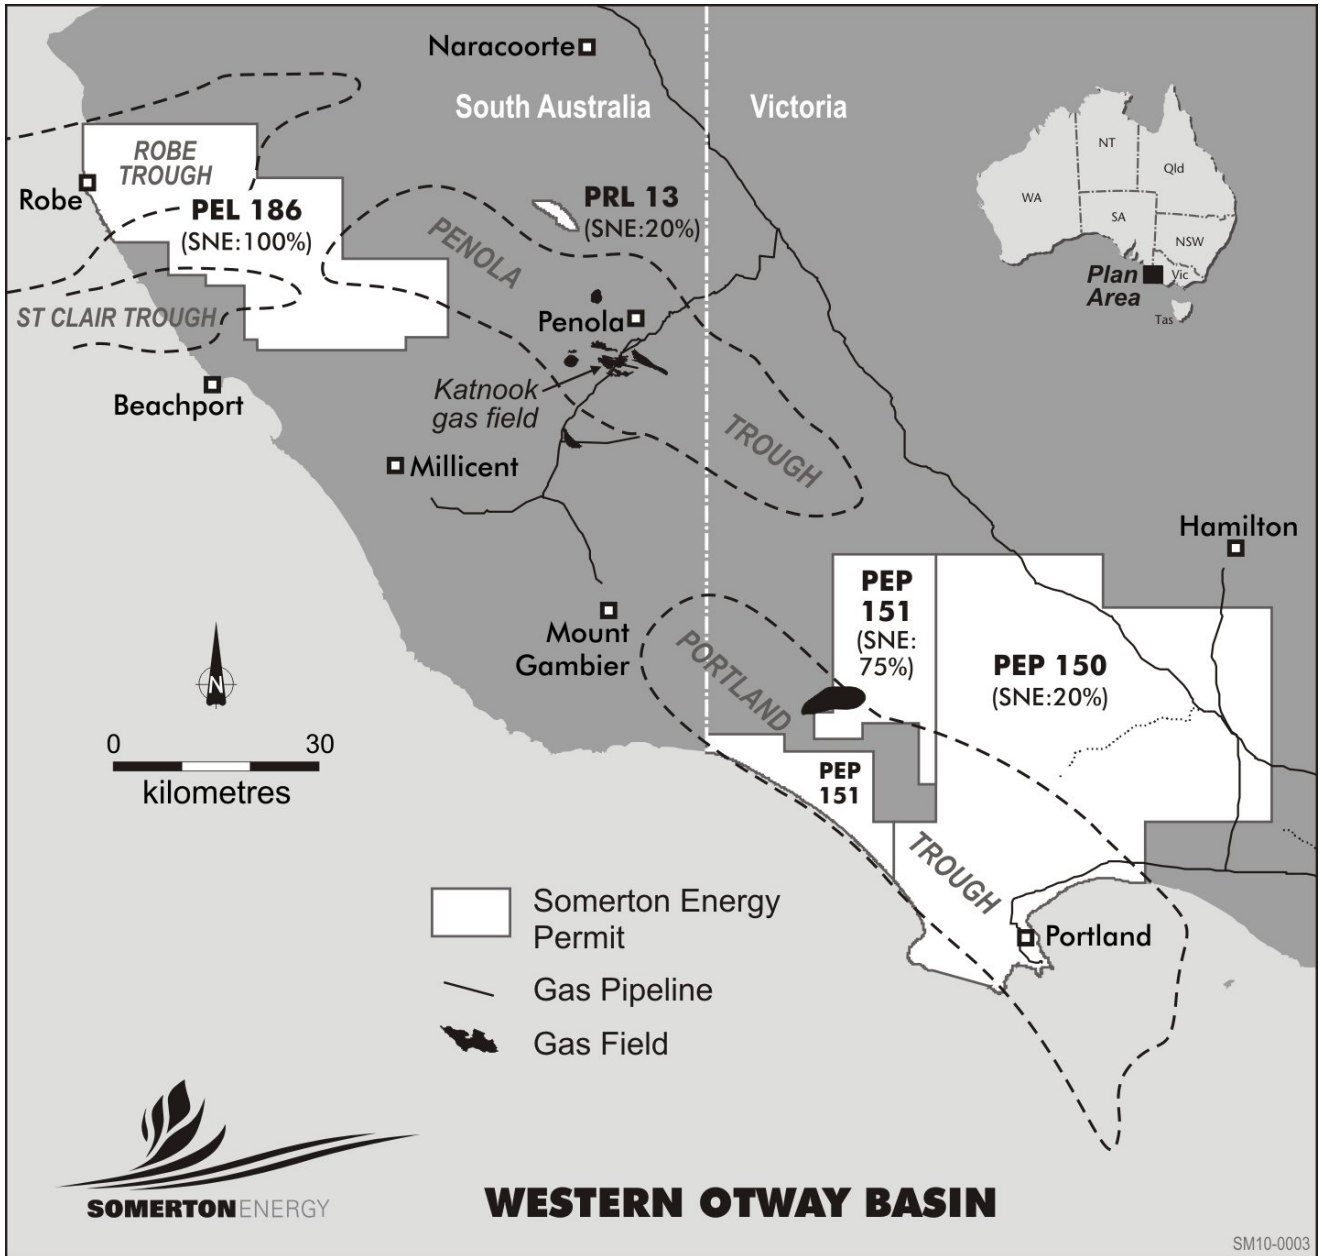 Naracoorte
South Australia
Victoria
NT
Qld
WA
SA
NSW
Plan
Area
Vic
Tas
ROBE
TROUGH
Robe
PEL 186
(SNE:100%)
PRL 13
(SNE:20%)
PENOLA
ST CLAIR TROUGH
Penola
Beachport
Katnook
gas field
TROUGH
Millicent
Hamilton
PEP
151
(SNE:
75%)
Mount
Gambier
PORTLAND
PEP 150
(SNE:20%)
N
0 30
kilometres
PEP
151
TROUGH
Portland
Somerton Energy
Permit
Gas Pipeline
Gas Field
SOMERTONENERGY
WESTERN OTWAY BASIN
SM10-0003